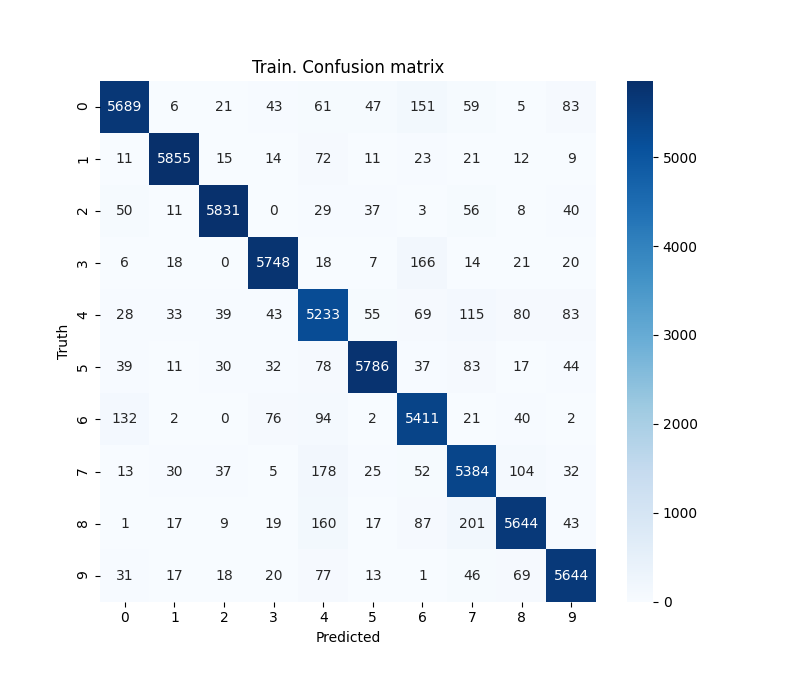 Train. Confusion matrix
0 5689 6 21 43 61 47 151 59 5 83
1 11 5855 15 14 72 11 23 21 12 9
2 50 11 5831 0 29 37 3 56 8 40
3 6 18 0 5748 18 7 166 14 21 20
4 28 33 39 43 5233 55 69 115 80 83
5 39 11 30 32 78 5786 37 83 17 44
6 132 2 0 76 94 2 5411 21 40 2
7 13 30 37 5 178 25 52 5384 104 32
8 1 17 9 19 160 17 87 201 5644 43
9 31 17 18 20 77 13 1 46 69 5644
0 1 2 3 4 5 6 7 8 9
Predicted
Truth
5000
4000
3000
2000
1000
0